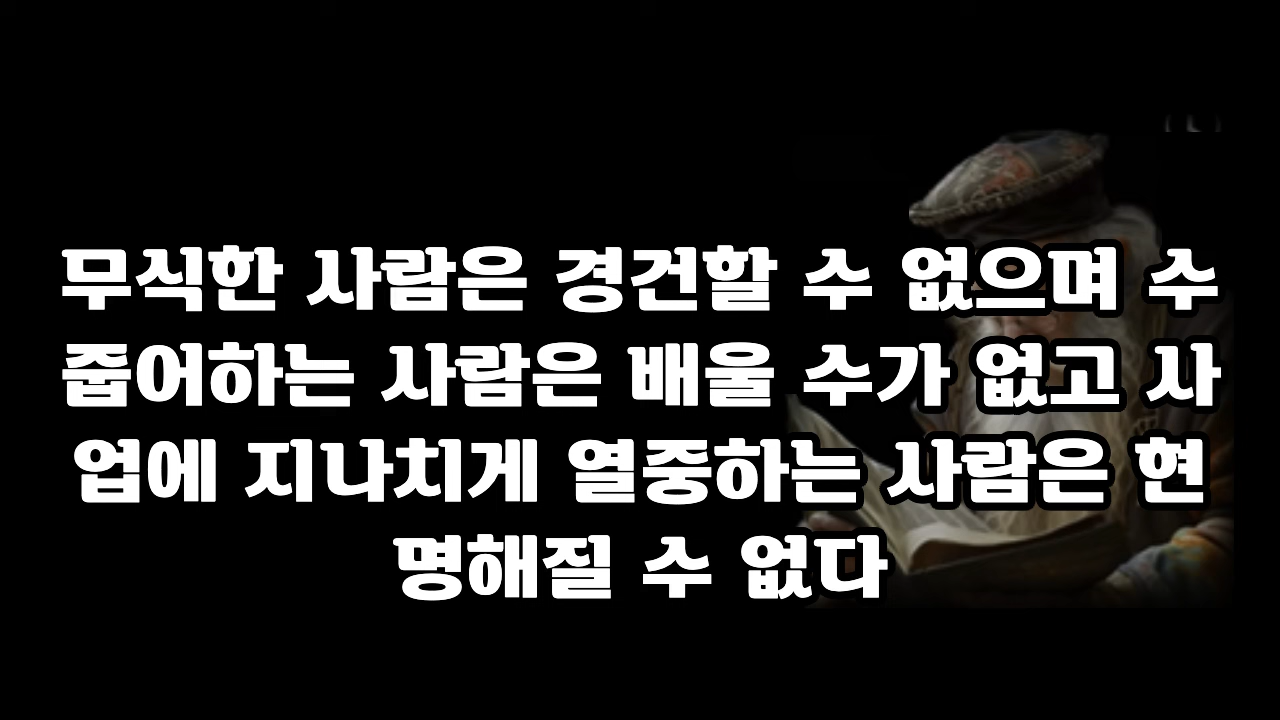 무식한 사람은 경건할 수 없으며 수
줍어하는 사람은 배울 수가 없고 사
업에 지나치게 열중하는 사람은 현
명해질 수 없다